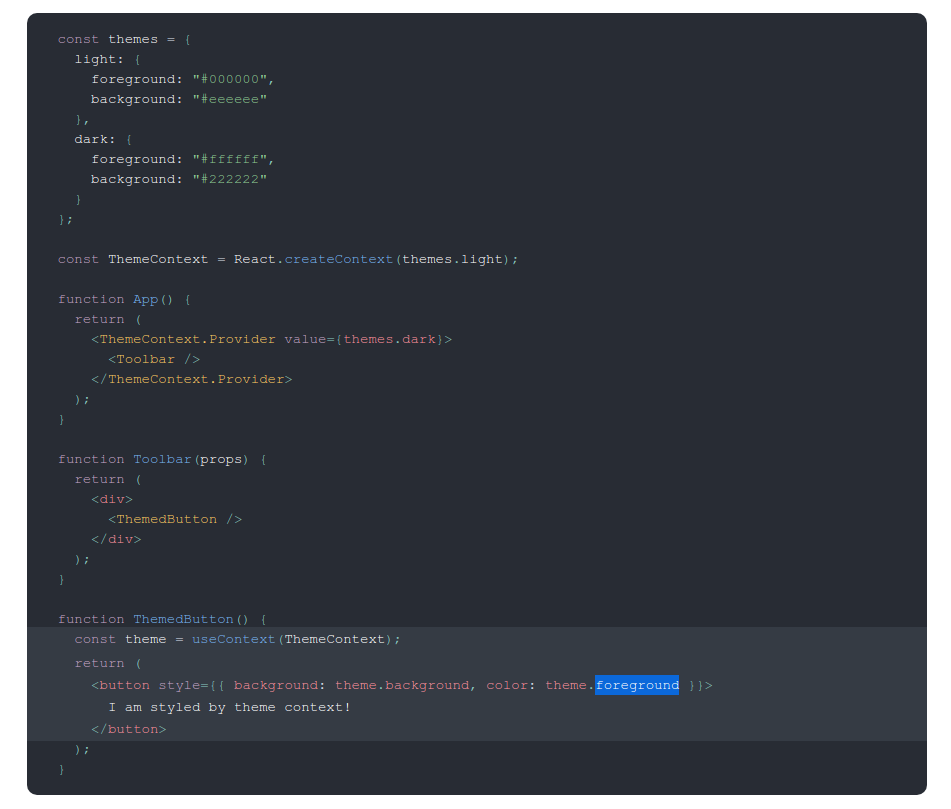 const themes = {
  light: {
    foreground: "#000000",
    background: "#eeeeee"
  },
  dark: {
    foreground: "#ffffff",
    background: "#222222"
  }
};

const ThemeContext = React.createContext(themes.light);

function App() {
  return (
    <ThemeContext.Provider value={themes.dark}>
      <Toolbar />
    </ThemeContext.Provider>
  );
}

function Toolbar(props) {
  return (
    <div>
      <ThemedButton />
    </div>
  );
}

function ThemedButton() {
  const theme = useContext(ThemeContext);
  return (
    <button style={{ background: theme.background, color: theme.foreground }}>
      I am styled by theme context!
    </button>
  );
}